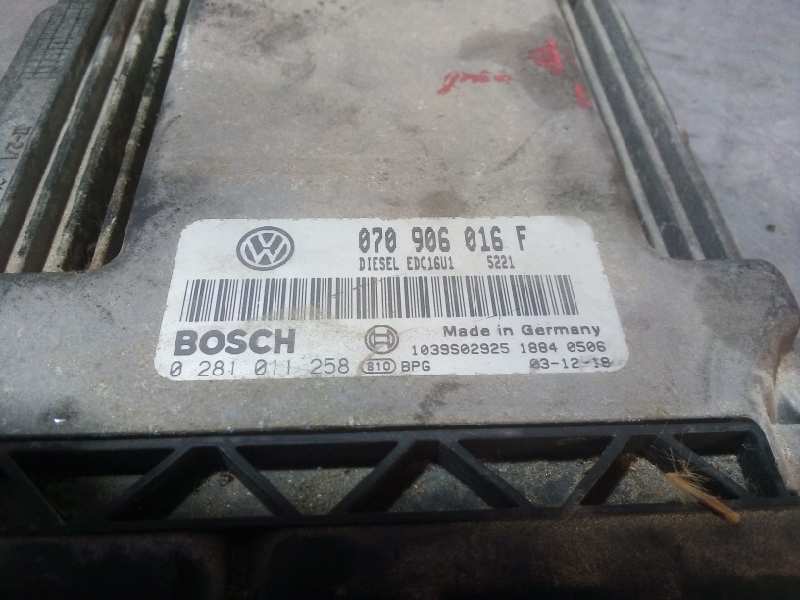 VW
070 906 016 F
DIESEL EDC16U1 5221
BOSCH
Made in Germany
1039S02925 1884 0506
0 281 011 258 810 BPG 03-12-18